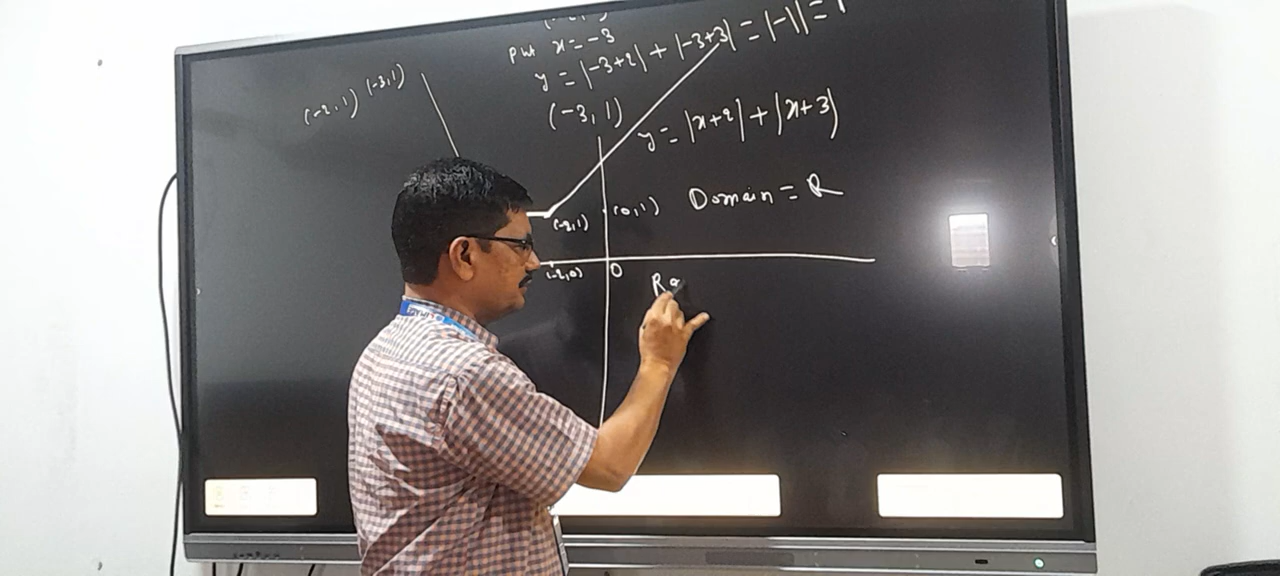 Put x = -3
y = |-3+2| + |-3+3| = |-1| = 1
(-2,1) (-3,1)
(-3,1)
y = |x+2| + |x+3|
Domain = R
(-2,1) (0,1)
(-2,0) 0
Ra